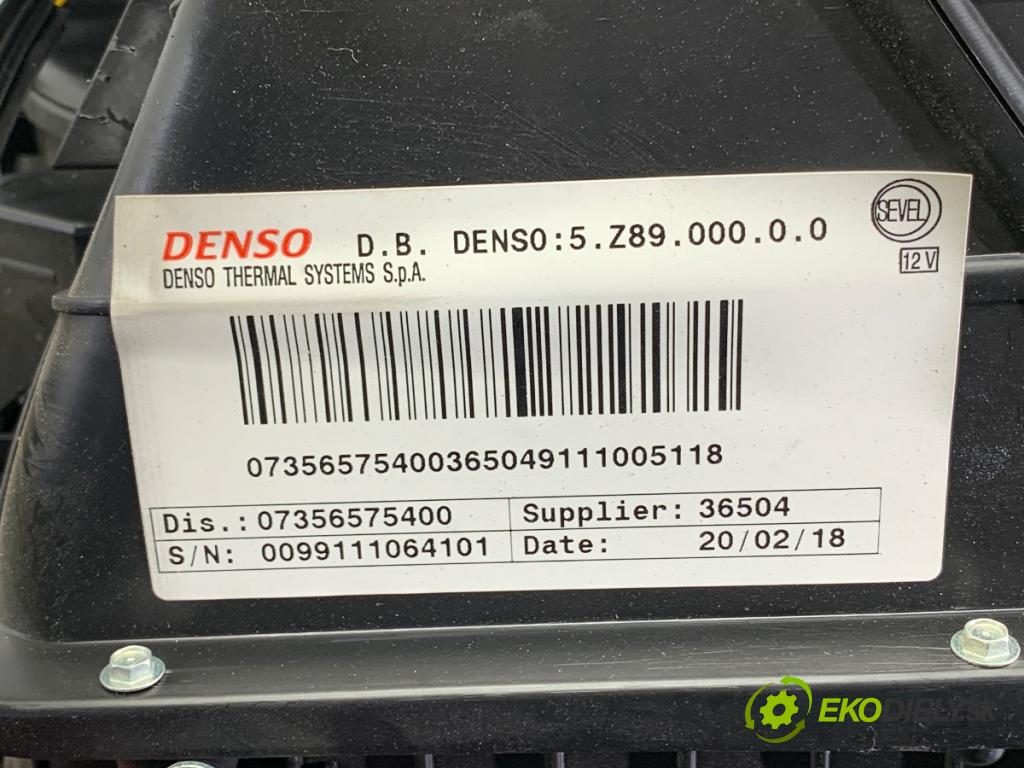 DENSO D.B. DENSO:5.Z89.000.0.0
SEVEL
DENSO THERMAL SYSTEMS S.p.A.
12 V
07356575400365049111005118
Dis.: 07356575400 Supplier: 36504
S/N: 0099111064101 Date: 20/02/18
EKODIELY.SK